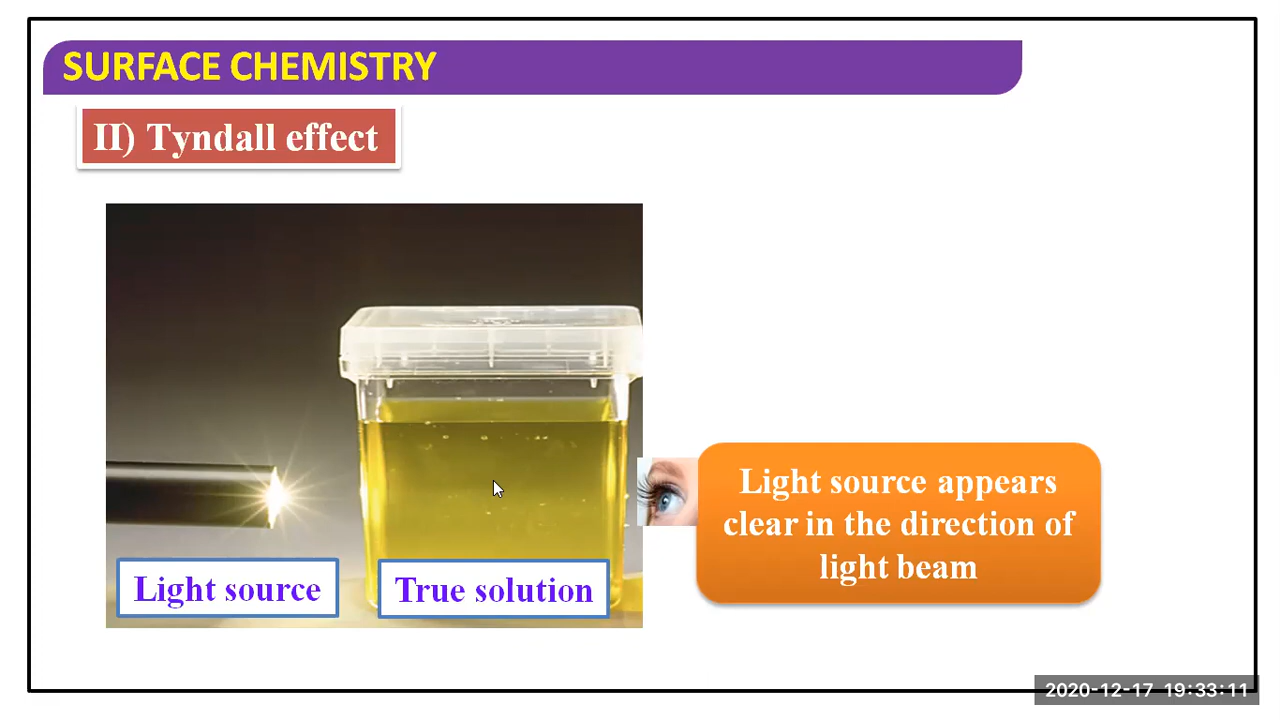 SURFACE CHEMISTRY
II) Tyndall effect
Light source appears
clear in the direction of
light beam
Light source
True solution
2020-12-17 19:33:11